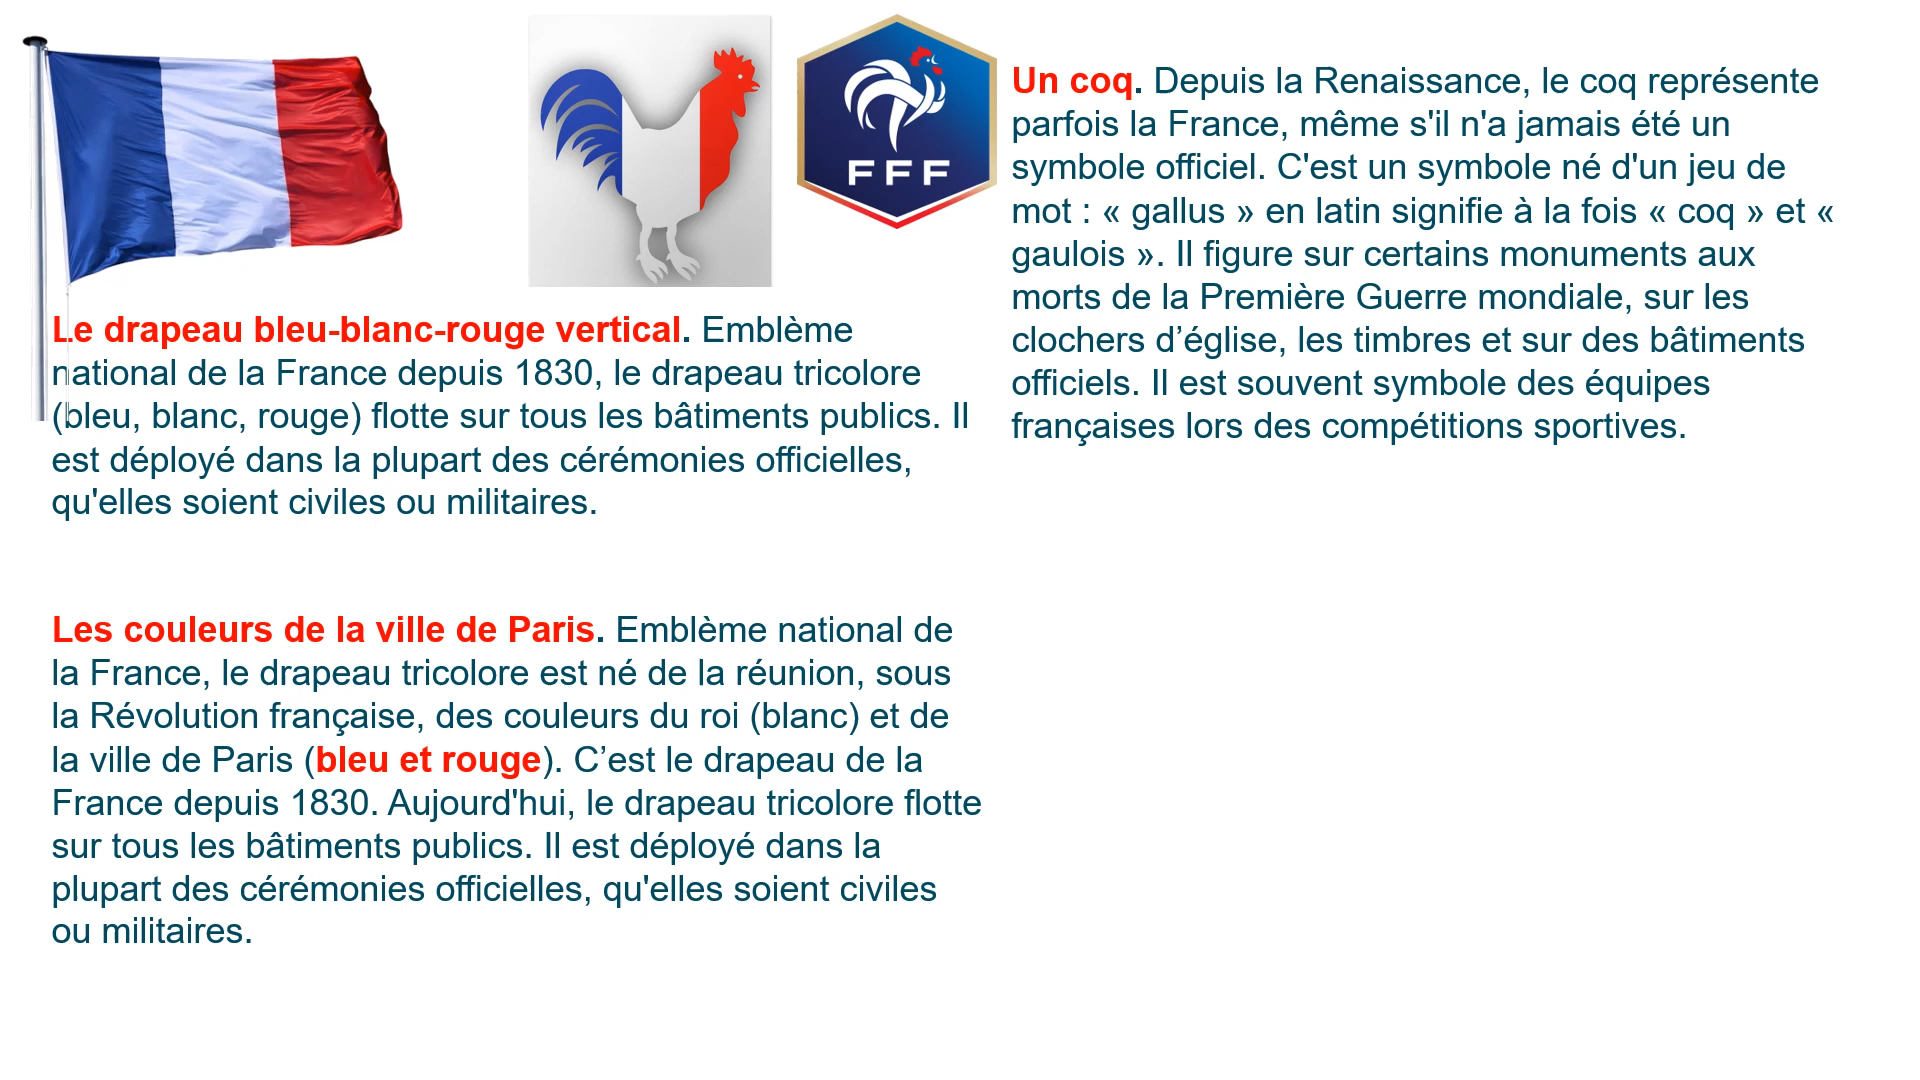 FFF
Le drapeau bleu-blanc-rouge vertical. Emblème
national de la France depuis 1830, le drapeau tricolore
(bleu, blanc, rouge) flotte sur tous les bâtiments publics. Il
est déployé dans la plupart des cérémonies officielles,
qu'elles soient civiles ou militaires.
Les couleurs de la ville de Paris. Emblème national de
la France, le drapeau tricolore est né de la réunion, sous
la Révolution française, des couleurs du roi (blanc) et de
la ville de Paris (bleu et rouge). C’est le drapeau de la
France depuis 1830. Aujourd'hui, le drapeau tricolore flotte
sur tous les bâtiments publics. Il est déployé dans la
plupart des cérémonies officielles, qu'elles soient civiles
ou militaires.
Un coq. Depuis la Renaissance, le coq représente
parfois la France, même s'il n'a jamais été un
symbole officiel. C'est un symbole né d'un jeu de
mot : « gallus » en latin signifie à la fois « coq » et «
gaulois ». Il figure sur certains monuments aux
morts de la Première Guerre mondiale, sur les
clochers d’église, les timbres et sur des bâtiments
officiels. Il est souvent symbole des équipes
françaises lors des compétitions sportives.